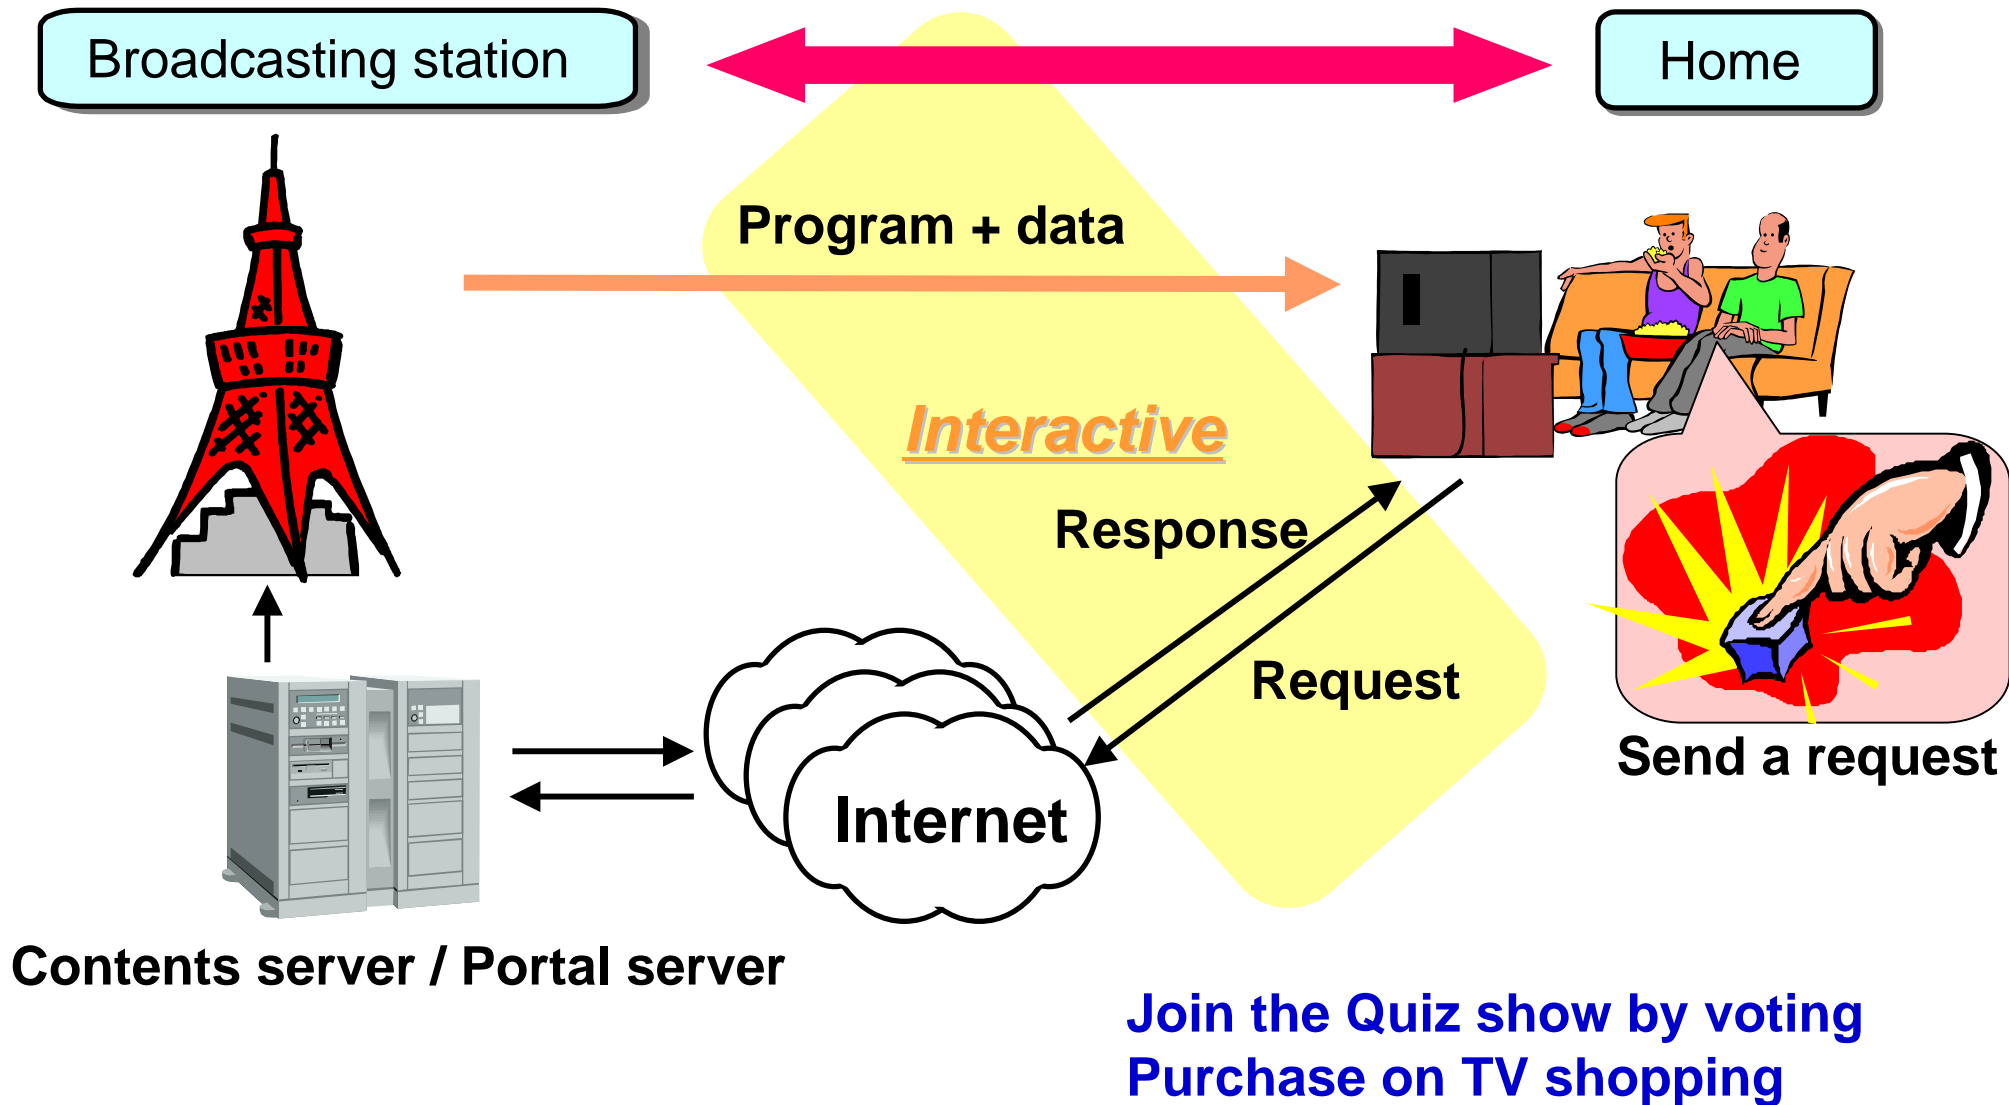 Broadcasting station
Home
Program + data
Interactive
Response
Request
Send a request
Internet
Contents server / Portal server
Join the Quiz show by voting
Purchase on TV shopping